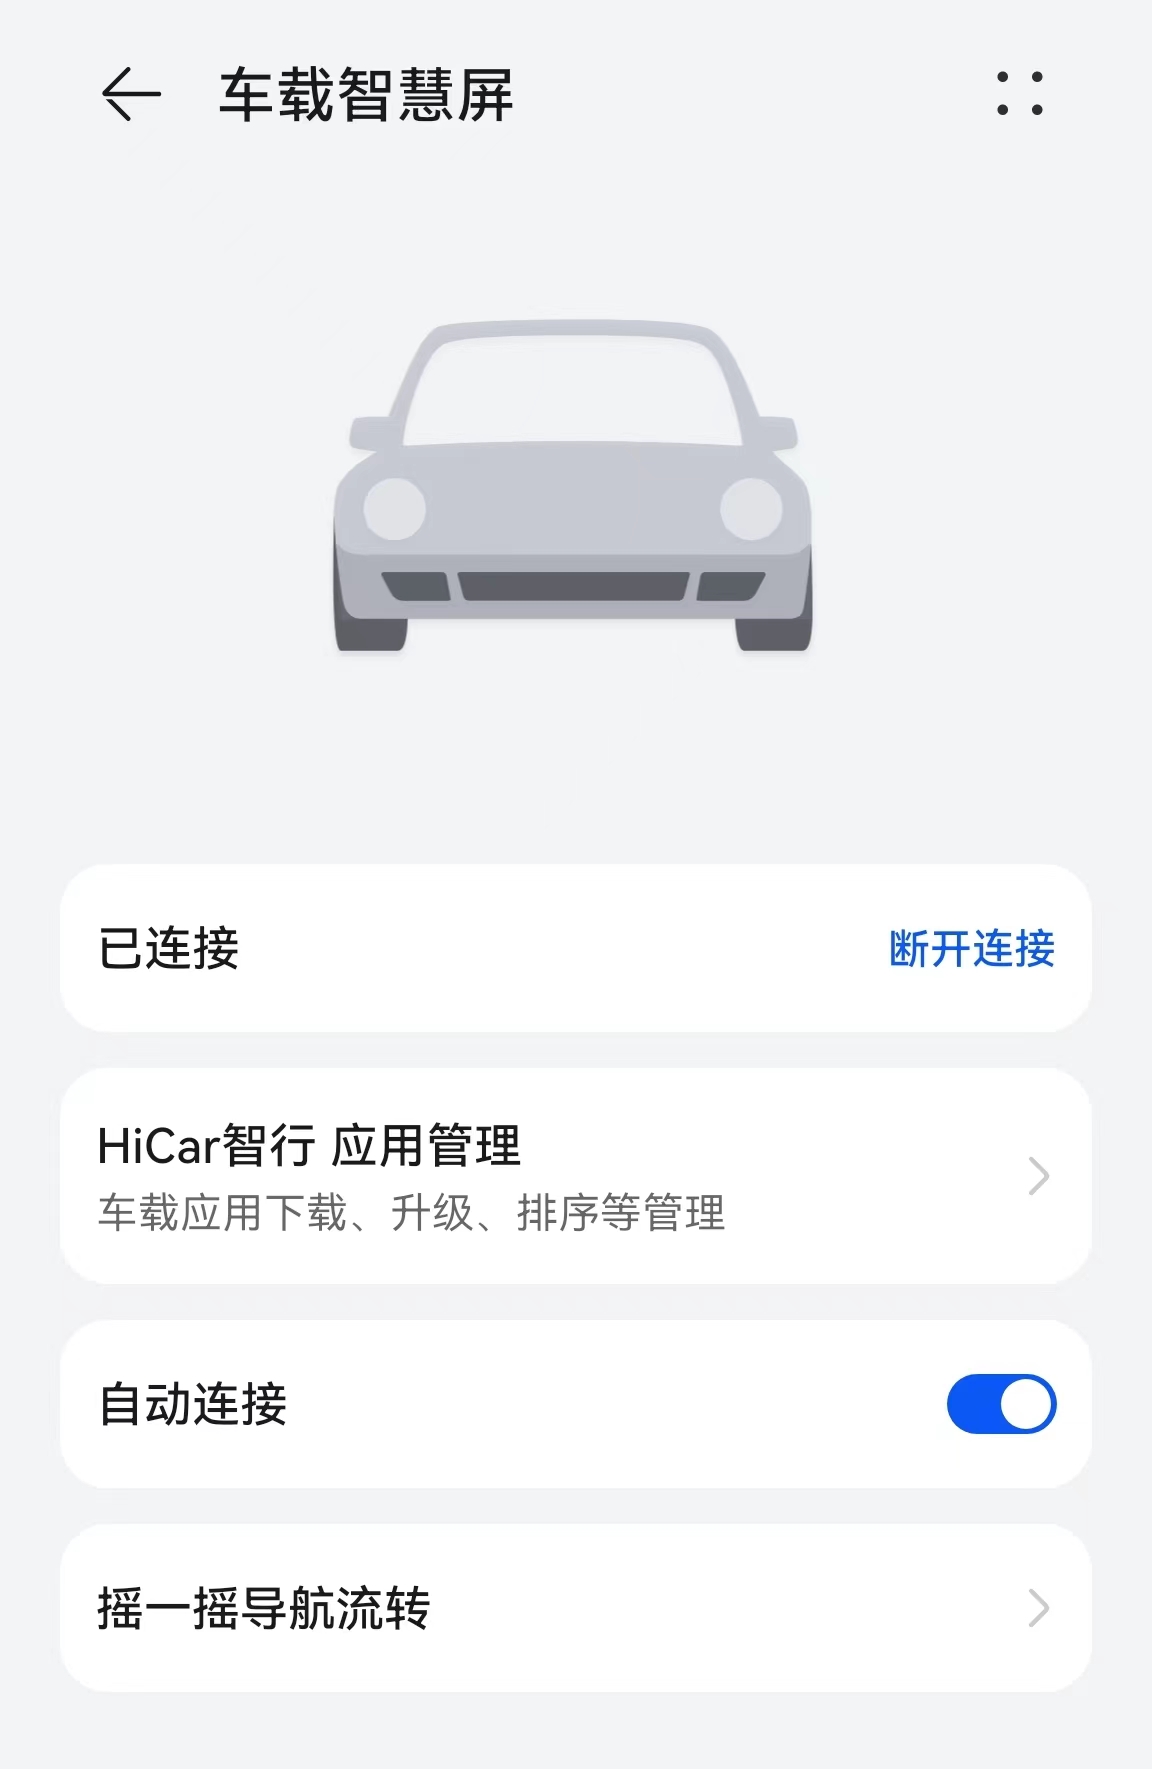 车载智慧屏
已连接
断开连接
HiCar智行 应用管理
车载应用下载、升级、排序等管理
自动连接
摇一摇导航流转